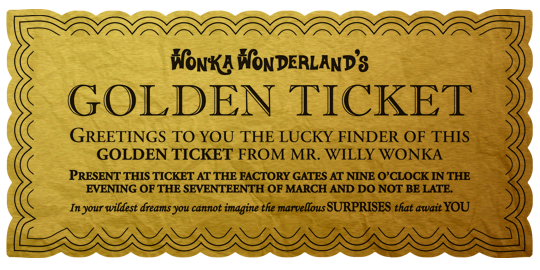 WONKA WONDERLAND'S
GOLDEN TICKET
GREETINGS TO YOU THE LUCKY FINDER OF THIS
GOLDEN TICKET FROM MR. WILLY WONKA
PRESENT THIS TICKET AT THE FACTORY GATES AT NINE O'CLOCK IN THE
EVENING OF THE SEVENTEENTH OF MARCH AND DO NOT BE LATE.
In your wildest dreams you cannot imagine the marvellous SURPRISES that await YOU